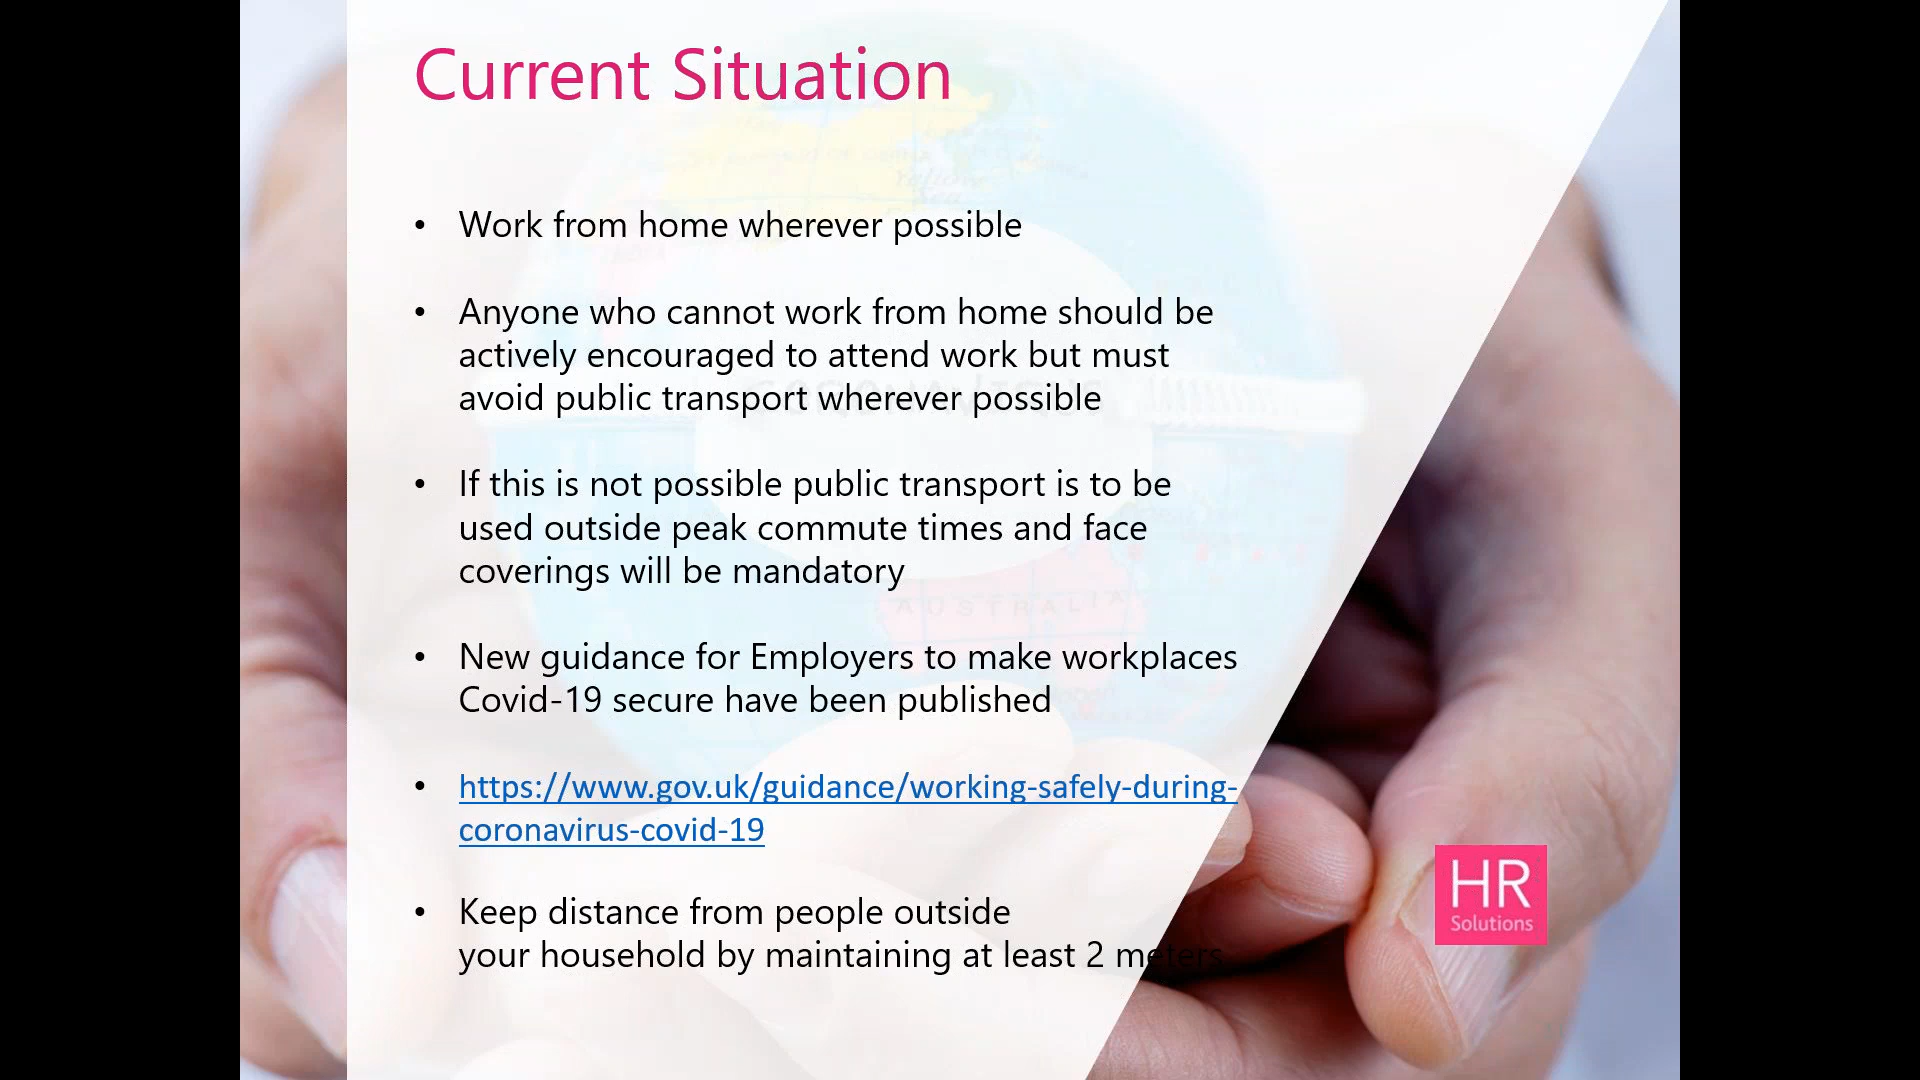 Current Situation
• Work from home wherever possible
• Anyone who cannot work from home should be
actively encouraged to attend work but must
avoid public transport wherever possible
• If this is not possible public transport is to be
used outside peak commute times and face
coverings will be mandatory
• New guidance for Employers to make workplaces
Covid-19 secure have been published
• https://www.gov.uk/guidance/working-safely-during-
coronavirus-covid-19
• Keep distance from people outside
your household by maintaining at least 2 meters
HR
Solutions
CORONAVIRUS
AUSTRALIA
Yellow
Sea